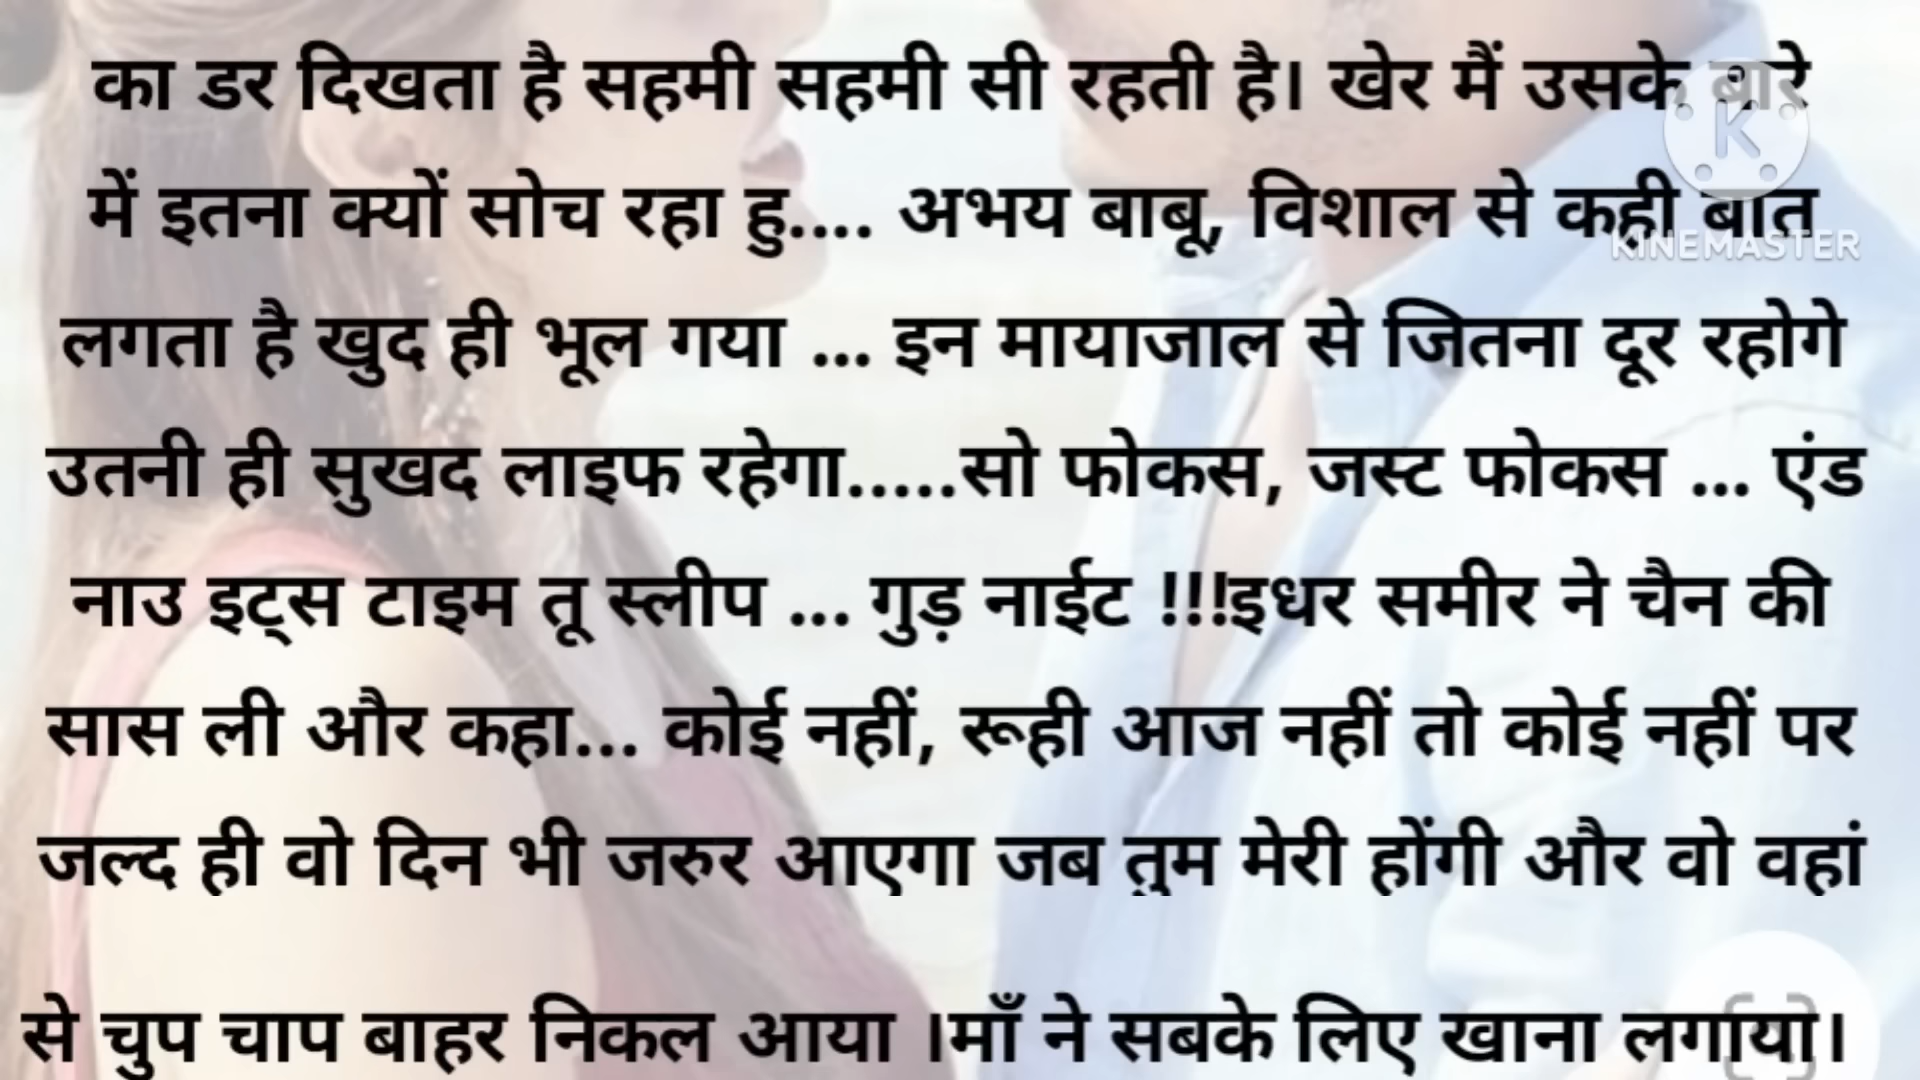 का डर दिखता है सहमी सहमी सी रहती है। खेर मैं उसके बारे
में इतना क्यों सोच रहा हु.... अभय बाबू, विशाल से कही बात
KINEMASTER
लगता है खुद ही भूल गया ... इन मायाजाल से जितना दूर रहोगे
उतनी ही सुखद लाइफ रहेगा.....सो फोकस, जस्ट फोकस ... एंड
नाउ इट्स टाइम तू स्लीप ... गुड़ नाईट !!!इधर समीर ने चैन की
सास ली और कहा... कोई नहीं, रूही आज नहीं तो कोई नहीं पर
जल्द ही वो दिन भी जरुर आएगा जब तुम मेरी होंगी और वो वहां
से चुप चाप बाहर निकल आया ।माँ ने सबके लिए खाना लगाया।